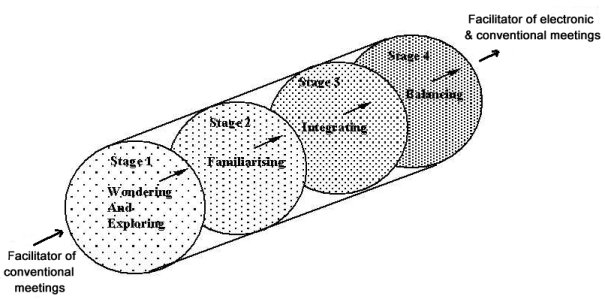 Facilitator of electronic
& conventional meetings
Stage 4
Balancing
Stage 3
Integrating
Stage 2
Familiarising
Stage 1
Wondering
And
Exploring
Facilitator of
conventional
meetings